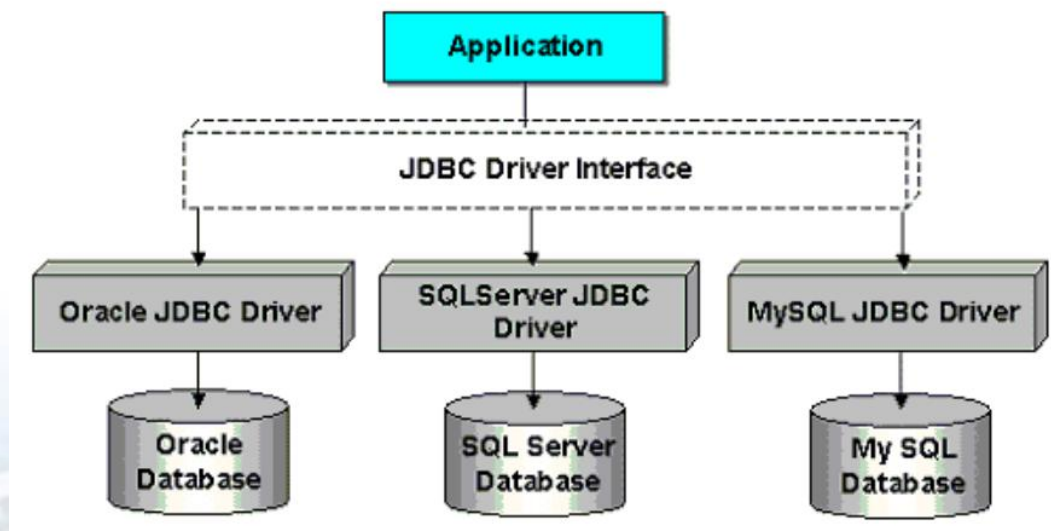 Application
JDBC Driver Interface
Oracle JDBC Driver
SQLServer JDBC
Driver
MySQL JDBC Driver
Oracle
Database
SQL Server
Database
My SQL
Database